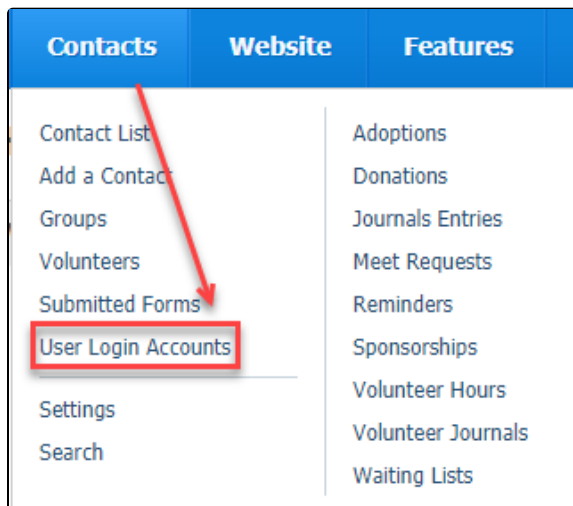 Contacts Website Features
Contact List
Add a Contact
Groups
Volunteers
Submitted Forms
User Login Accounts
Settings
Search
Adoptions
Donations
Journals Entries
Meet Requests
Reminders
Sponsorships
Volunteer Hours
Volunteer Journals
Waiting Lists